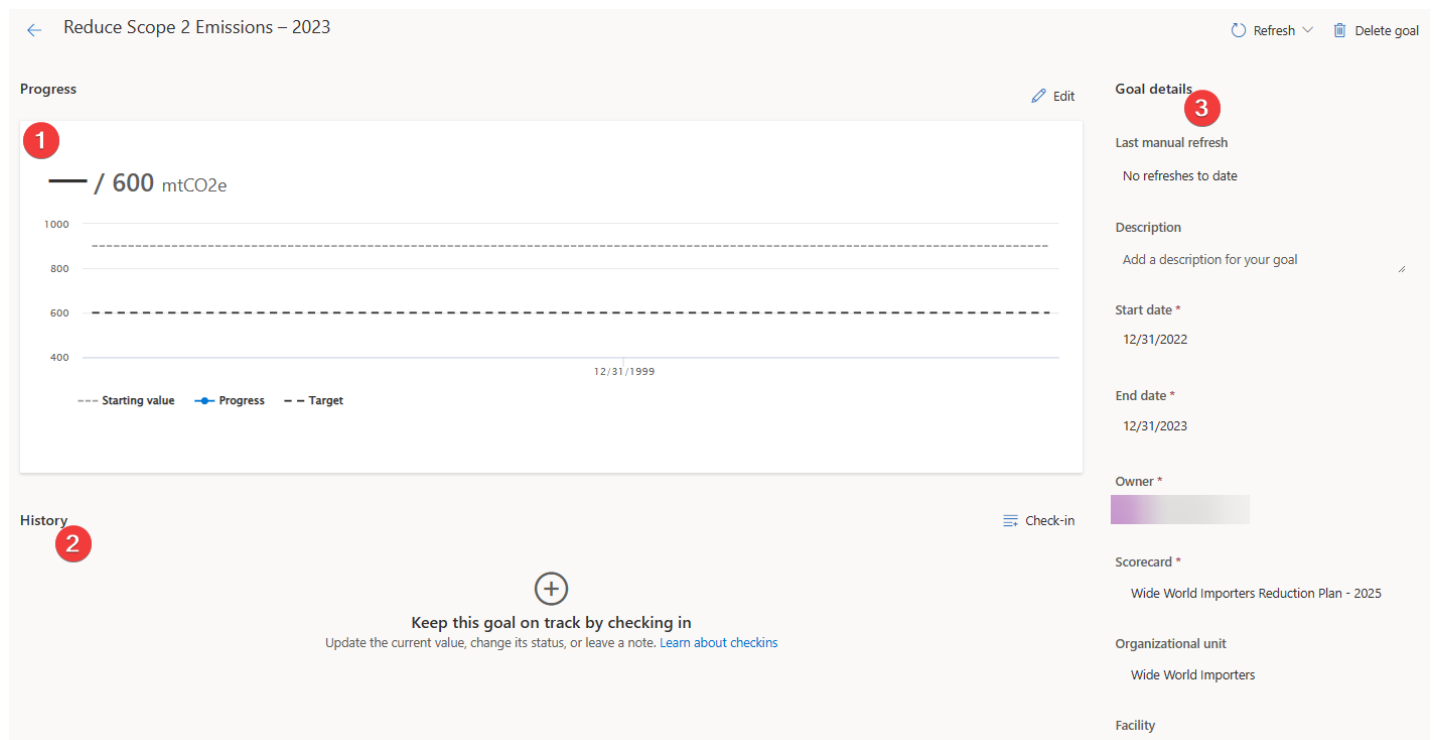 Reduce Scope 2 Emissions – 2023
Refresh
Delete goal
Progress
Edit
1
— / 600 mtCO2e
1000
800
600
400
12/31/1999
Starting value
Progress
Target
History
2
Check-in
Keep this goal on track by checking in
Update the current value, change its status, or leave a note. Learn about checkins
Goal details
3
Last manual refresh
No refreshes to date
Description
Add a description for your goal
Start date *
12/31/2022
End date *
12/31/2023
Owner *
Scorecard *
Wide World Importers Reduction Plan - 2025
Organizational unit
Wide World Importers
Facility